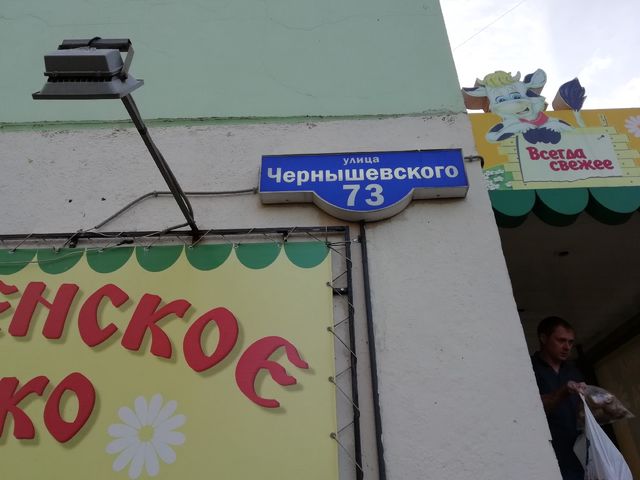 улица
Чернышевского
73
Всегда
свежее